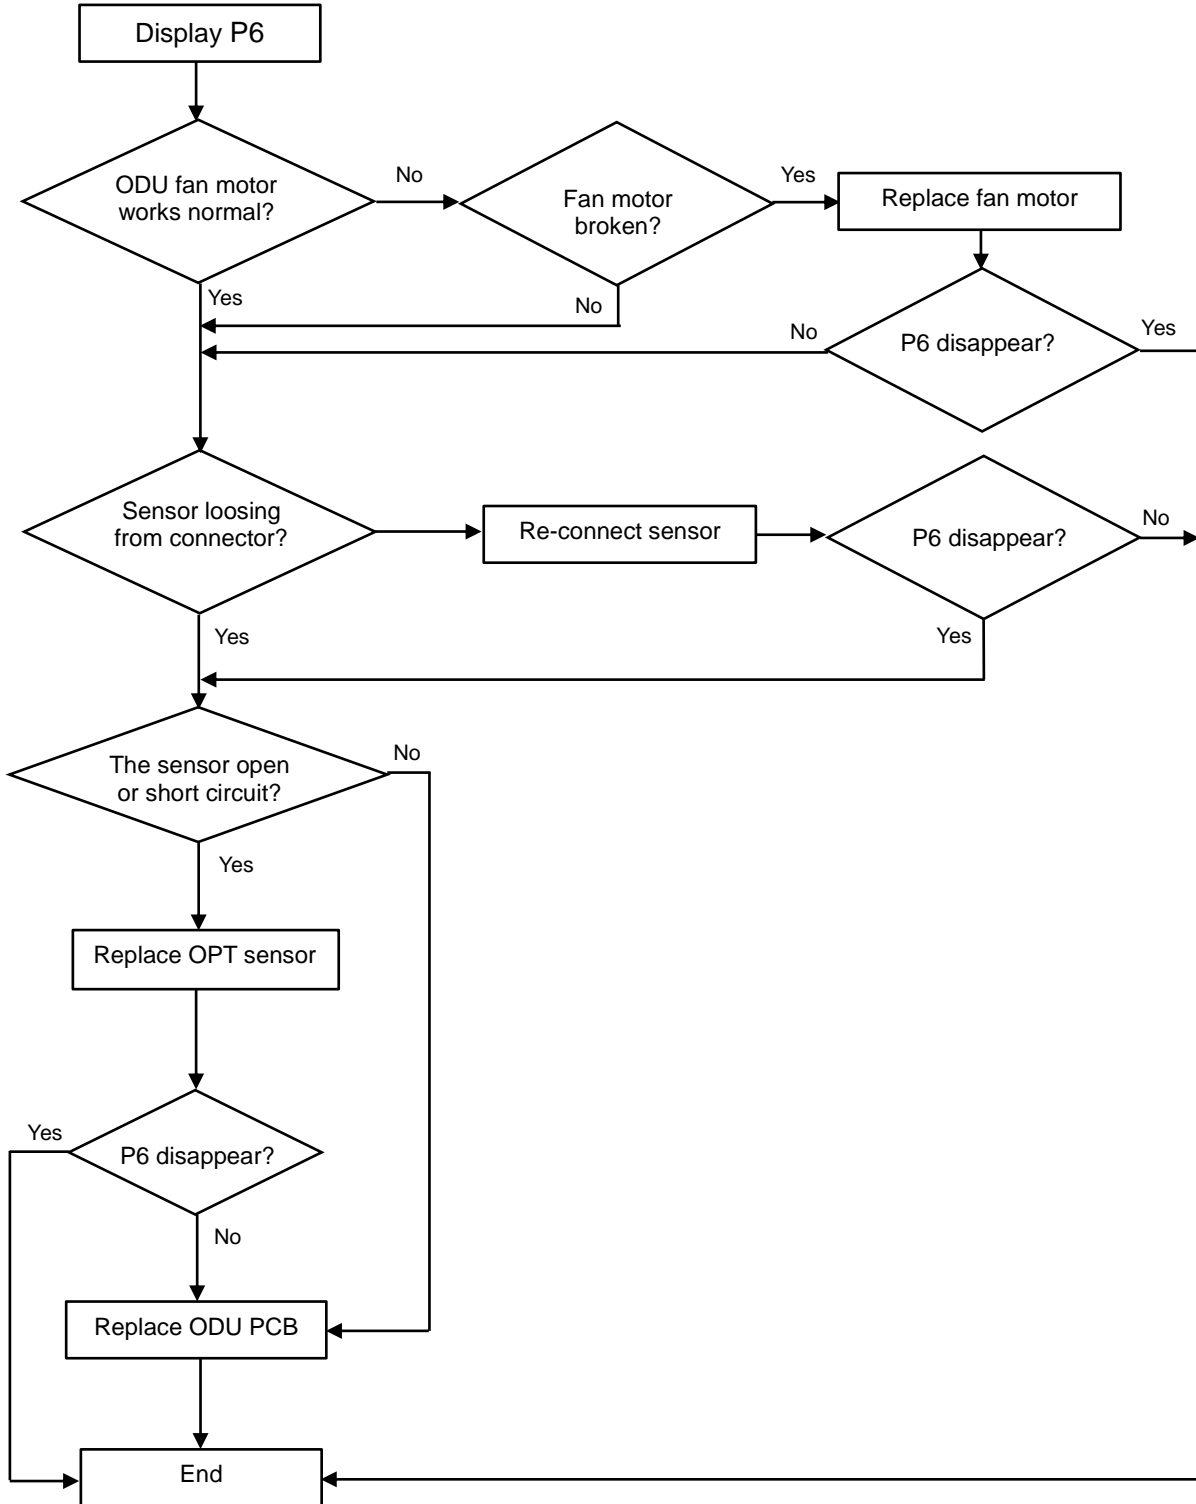 Display P6
ODU fan motor
works normal?
No
Fan motor
broken?
Yes
Replace fan motor
Yes
No
No
P6 disappear?
Yes
Sensor loosing
from connector?
Re-connect sensor
P6 disappear?
No
Yes
Yes
The sensor open
or short circuit?
No
Yes
Replace OPT sensor
Yes
P6 disappear?
No
Replace ODU PCB
End